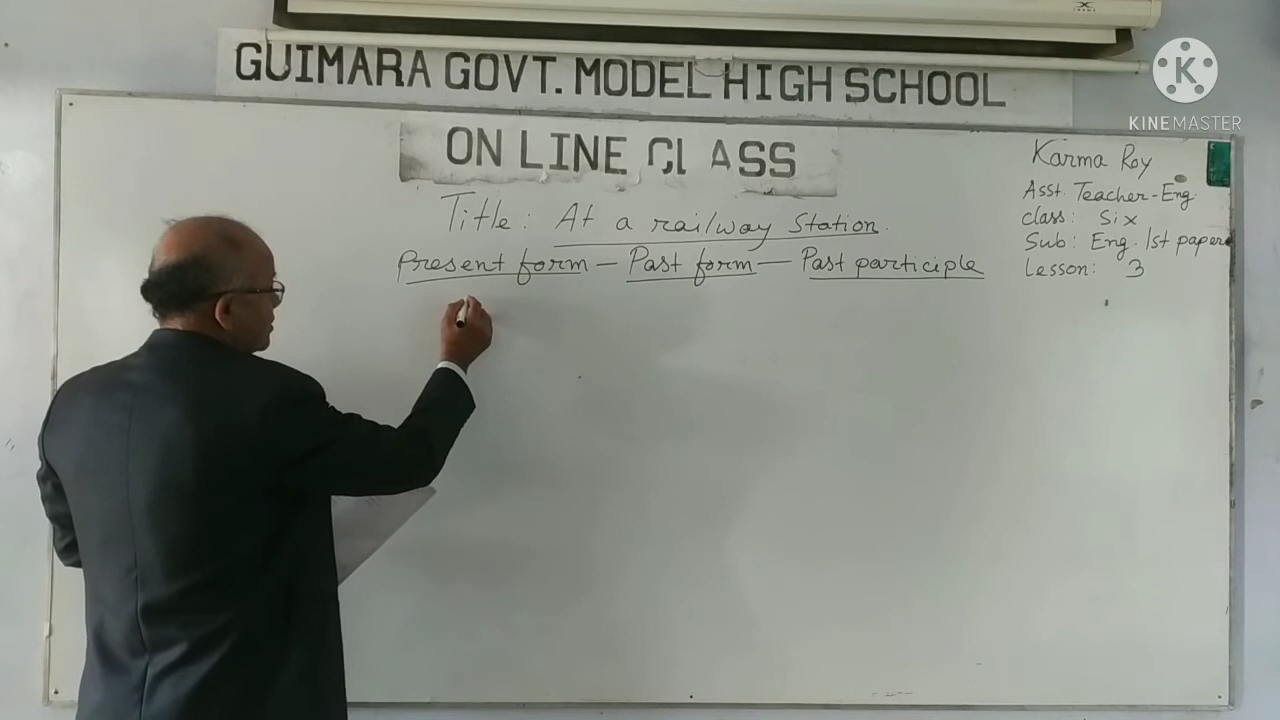 GUIMARA GOVT. MODEL HIGH SCHOOL
K
KINEMASTER
ON LINE CLASS
Title: At a railway Station.
Present form – Past form – Past participle
Karma Roy
Asst. Teacher-Eng.
class: Six
Sub: Eng. 1st paper
Lesson: 3